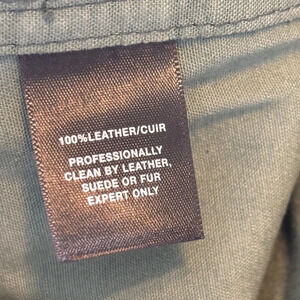 100%LEATHER/CUIR
PROFESSIONALLY
CLEAN BY LEATHER,
SUEDE OR FUR
EXPERT ONLY